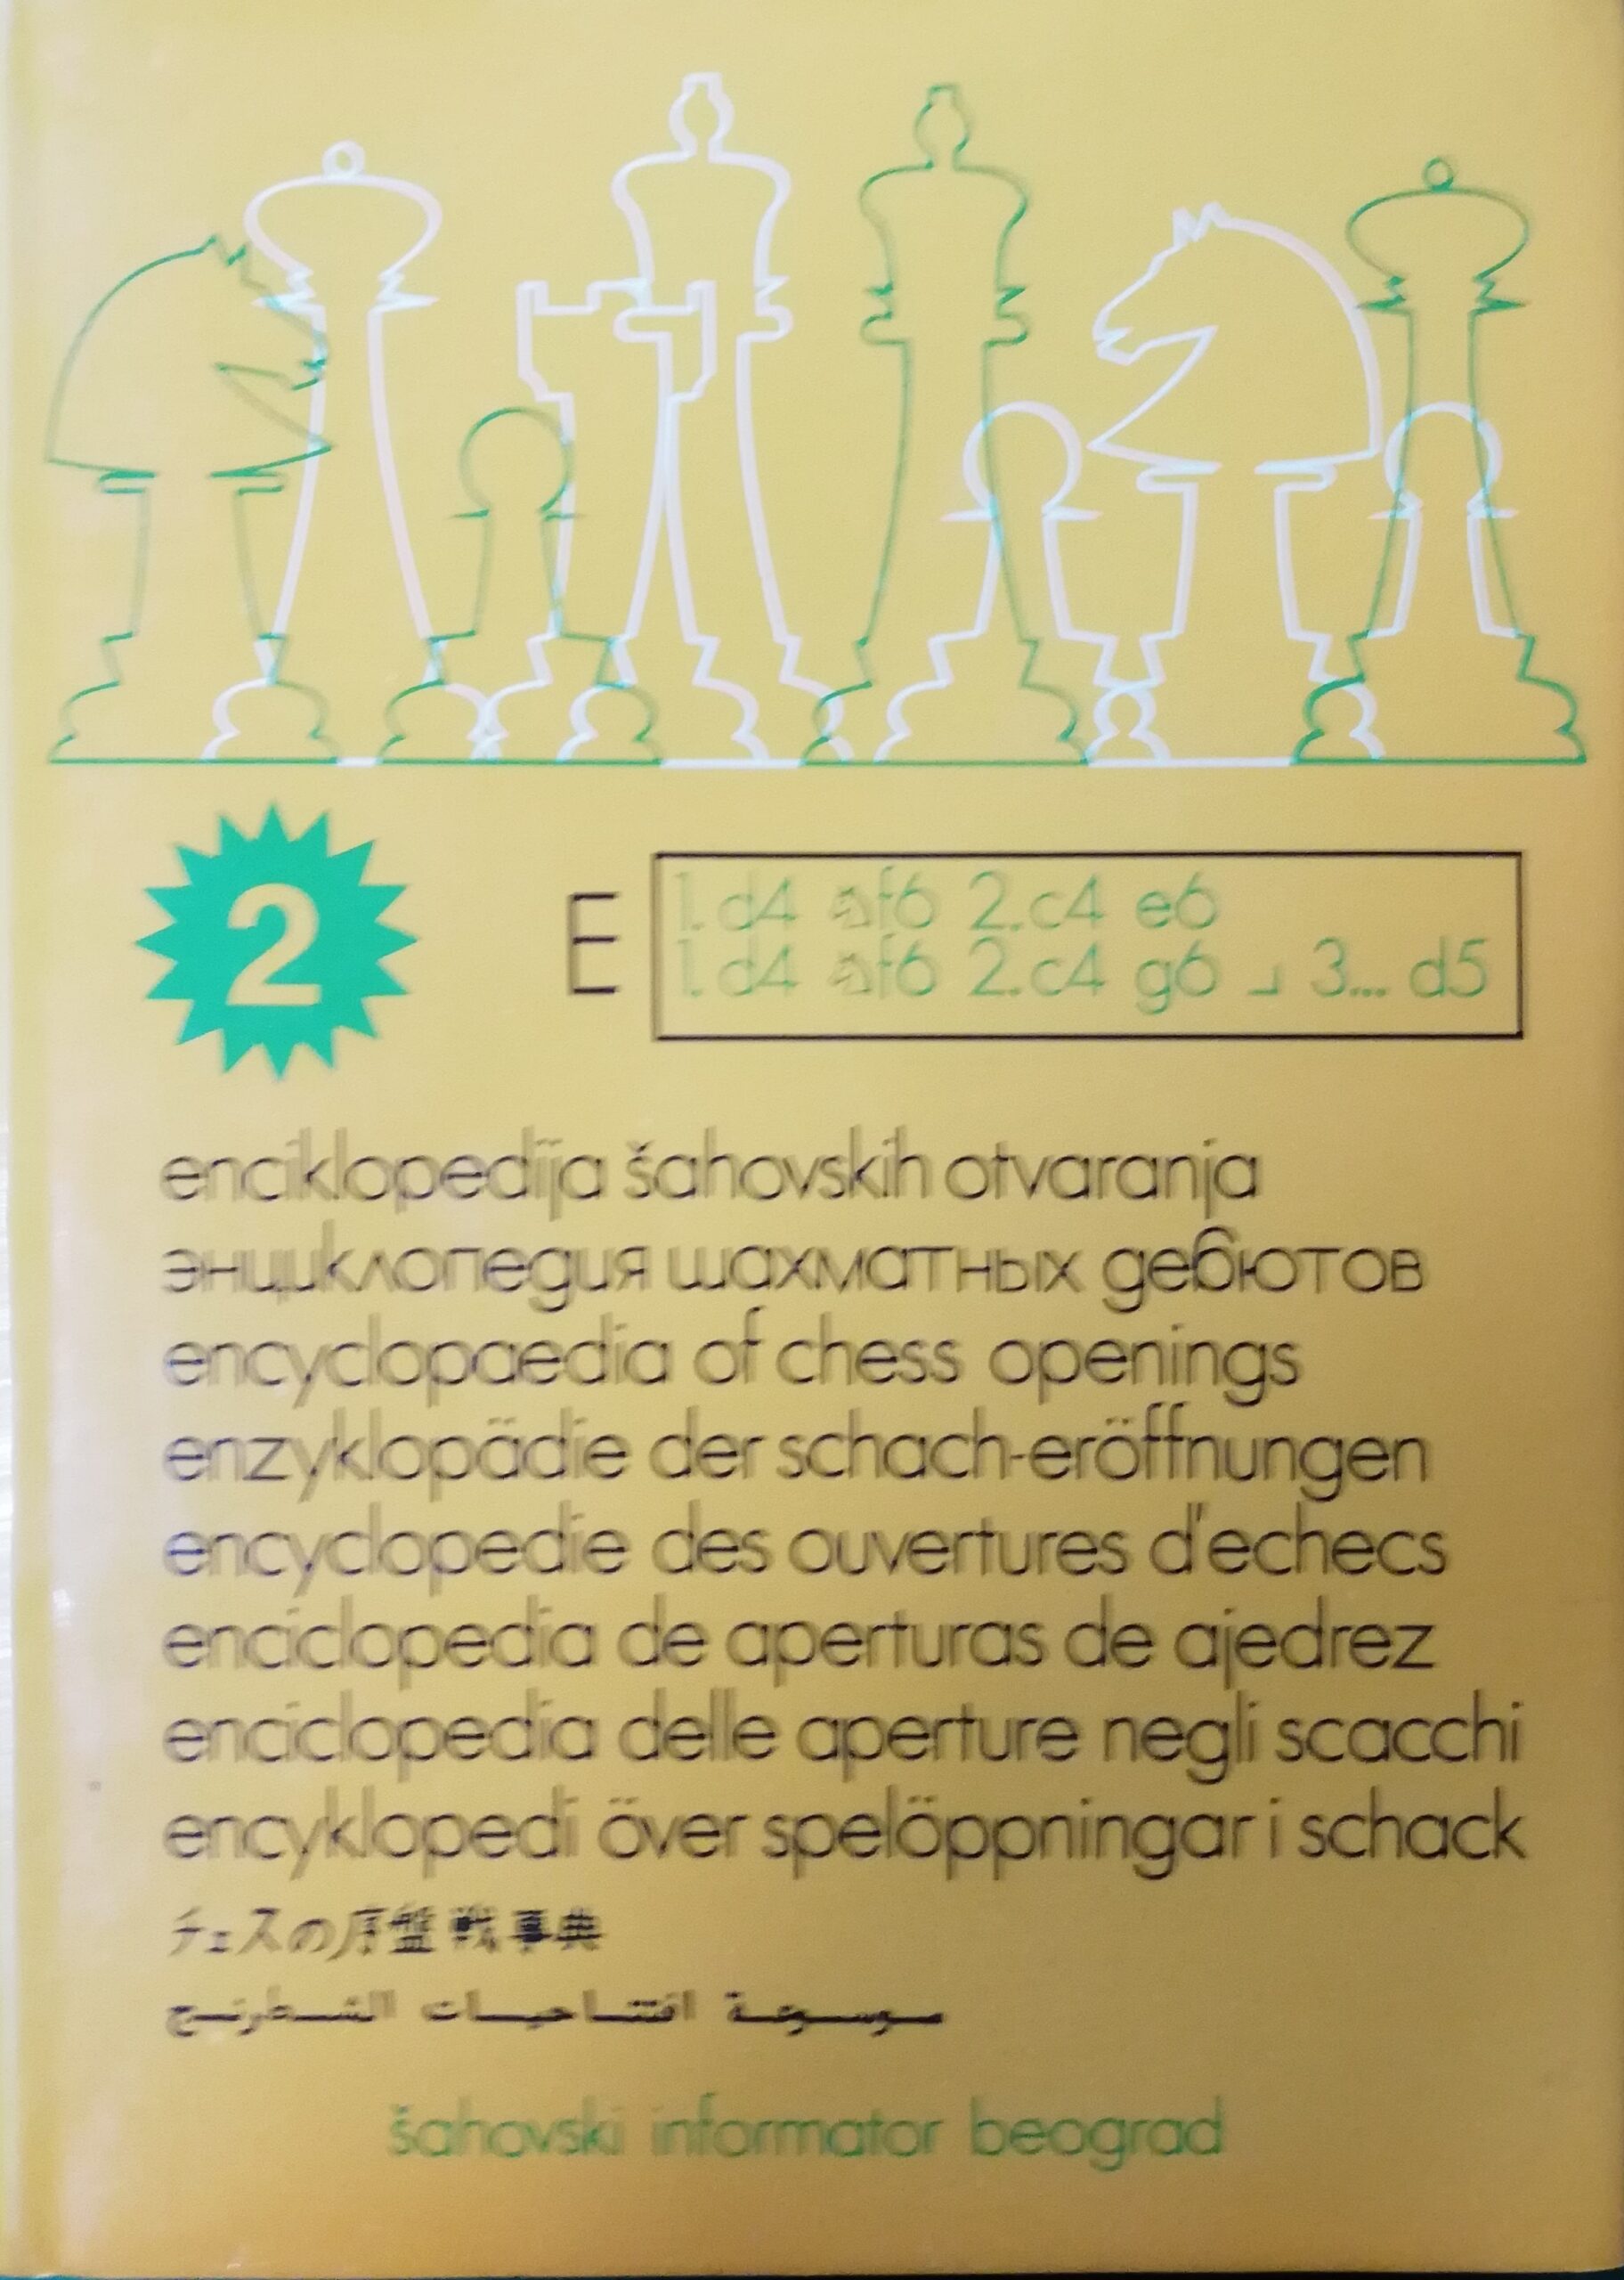 2
E
1. d4 ♘f6 2. c4 e6
1. d4 ♘f6 2. c4 g6 ⌟ 3... d5
enciklopedija šahovskih otvaranja
энциклопедия шахматных дебютов
encyclopaedia of chess openings
enzyklopädie der schach-eröffnungen
encyclopedie des ouvertures d'echecs
enciclopedia de aperturas de ajedrez
enciclopedia delle aperture negli scacchi
encyklopedi över spelöppningar i schack
チェスの序盤戦事典
موسوعة افتتاحيات الشطرنج
šahovski informator beograd